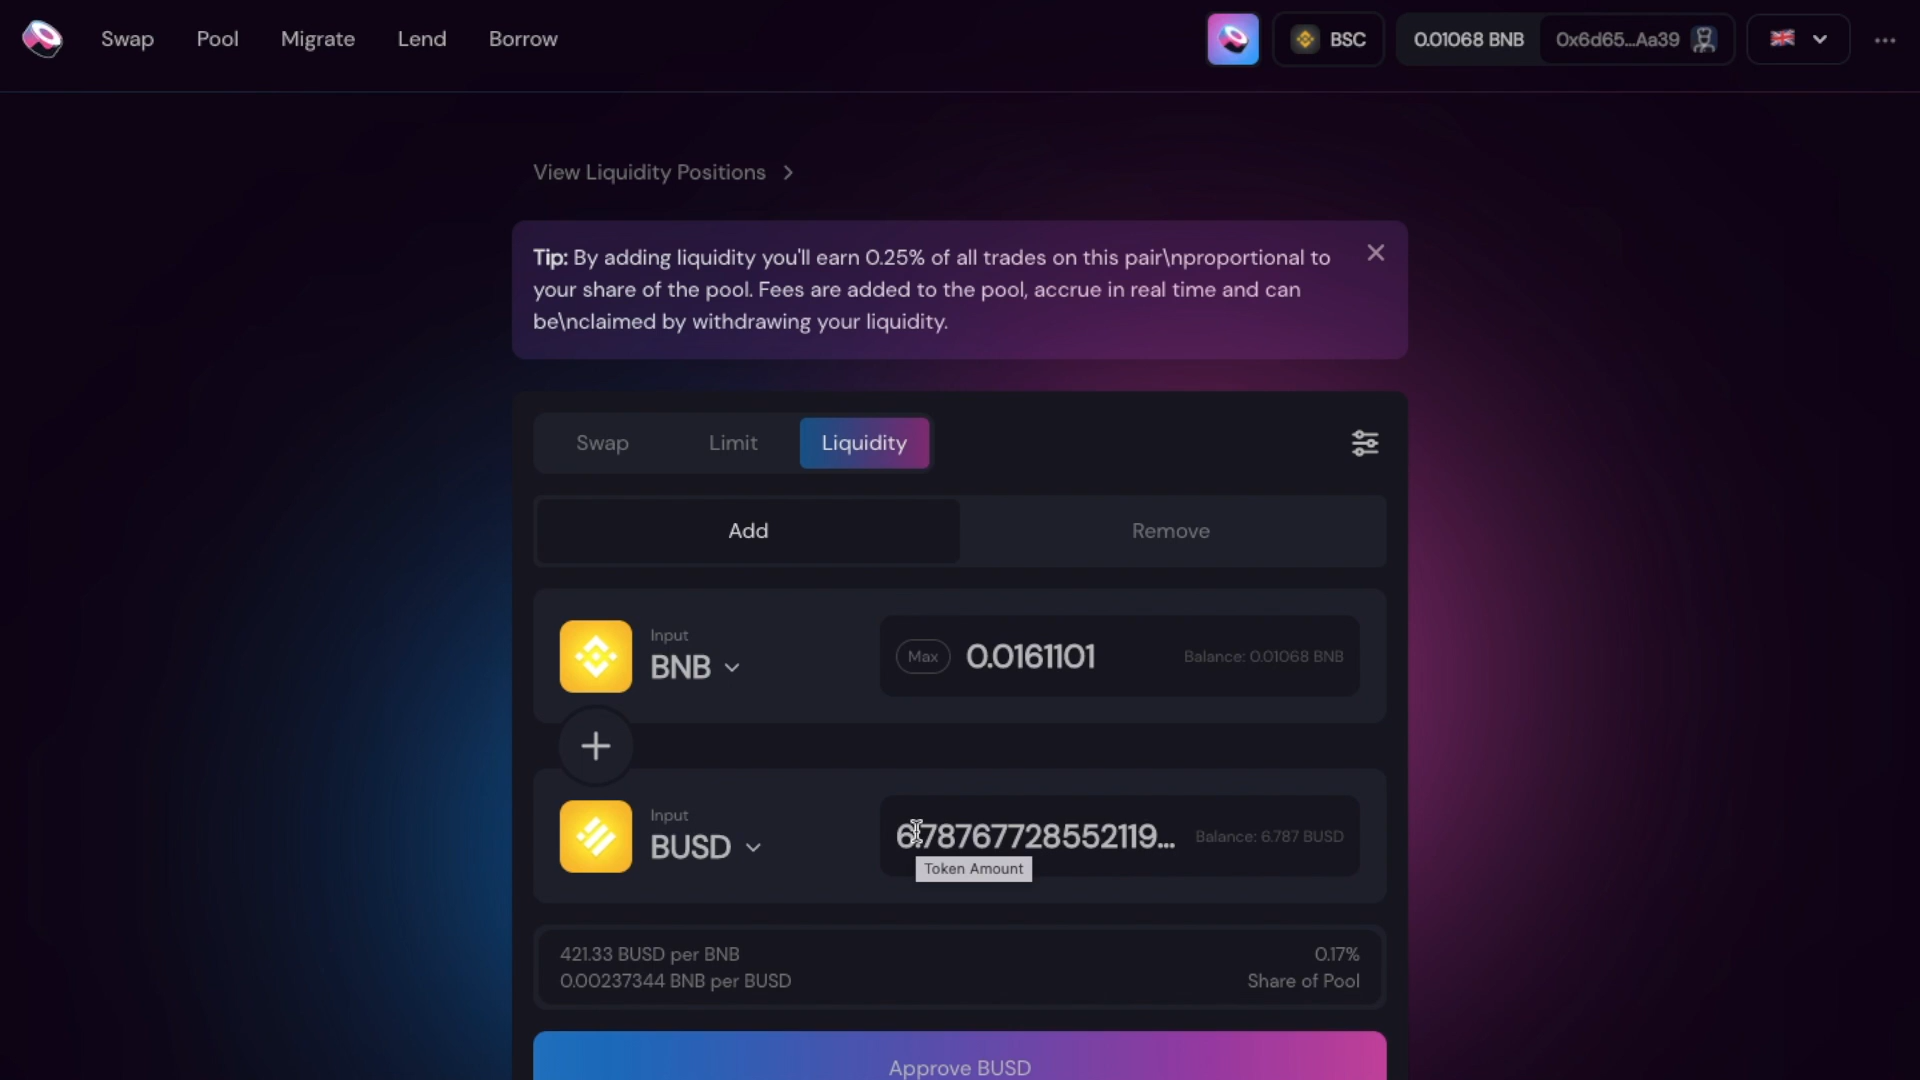 Swap Pool Migrate Lend Borrow
BSC 0.01068 BNB 0x6d65...Aa39
View Liquidity Positions
Tip: By adding liquidity you'll earn 0.25% of all trades on this pair\nproportional to
your share of the pool. Fees are added to the pool, accrue in real time and can
be\nclaimed by withdrawing your liquidity.
Swap Limit Liquidity
Add Remove
Input
BNB
Max 0.0161101 Balance: 0.01068 BNB
Input
BUSD
6.78767728552119... Balance: 6.787 BUSD
Token Amount
421.33 BUSD per BNB 0.17%
0.00237344 BNB per BUSD Share of Pool
Approve BUSD